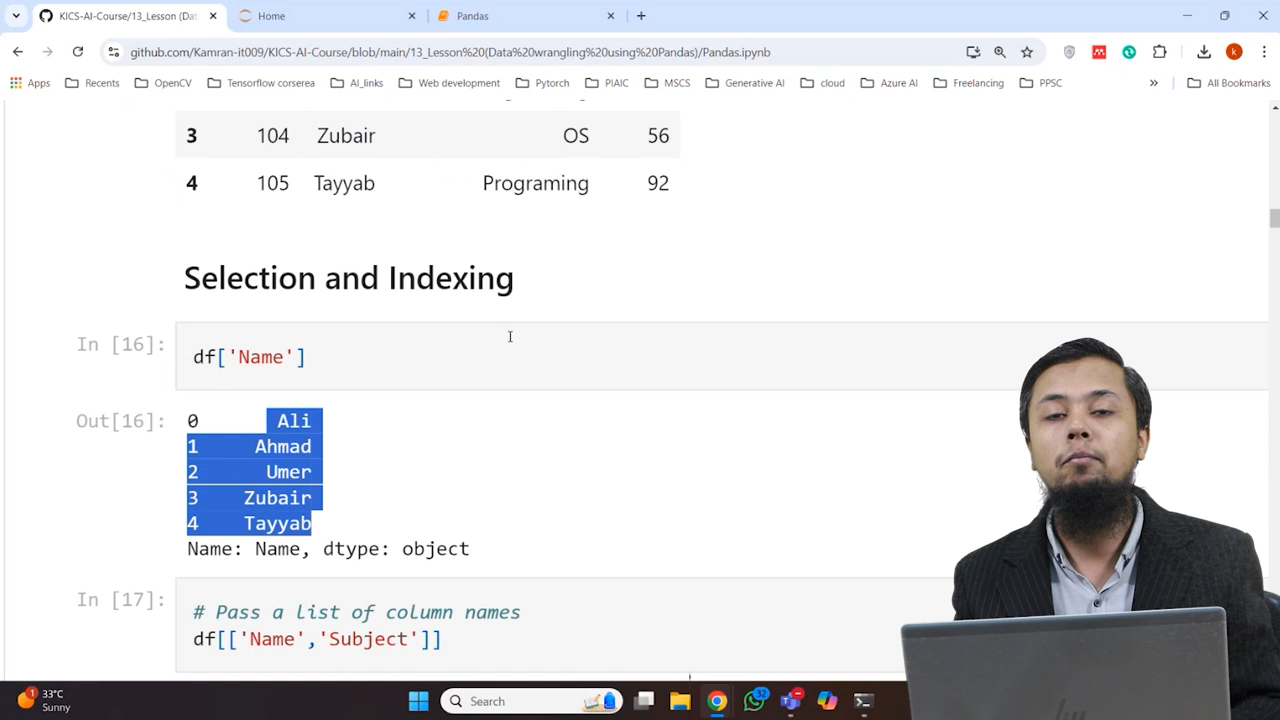 KICS-AI-Course/13_Lesson (Dat
Home
Pandas
github.com/Kamran-it009/KICS-AI-Course/blob/main/13_Lesson%20(Data%20wrangling%20using%20Pandas)/Pandas.ipynb
k
Apps
Recents
OpenCV
Tensorflow corserea
AI_links
Web development
Pytorch
PIAIC
MSCS
Generative AI
cloud
Azure AI
Freelancing
PPSC
»
All Bookmarks
3 104 Zubair OS 56
4 105 Tayyab Programing 92
Selection and Indexing
In [16]:
df['Name']
Out[16]:
0 Ali
1 Ahmad
2 Umer
3 Zubair
4 Tayyab
Name: Name, dtype: object
In [17]:
# Pass a list of column names
df[['Name','Subject']]
1
33°C
Sunny
Search
32